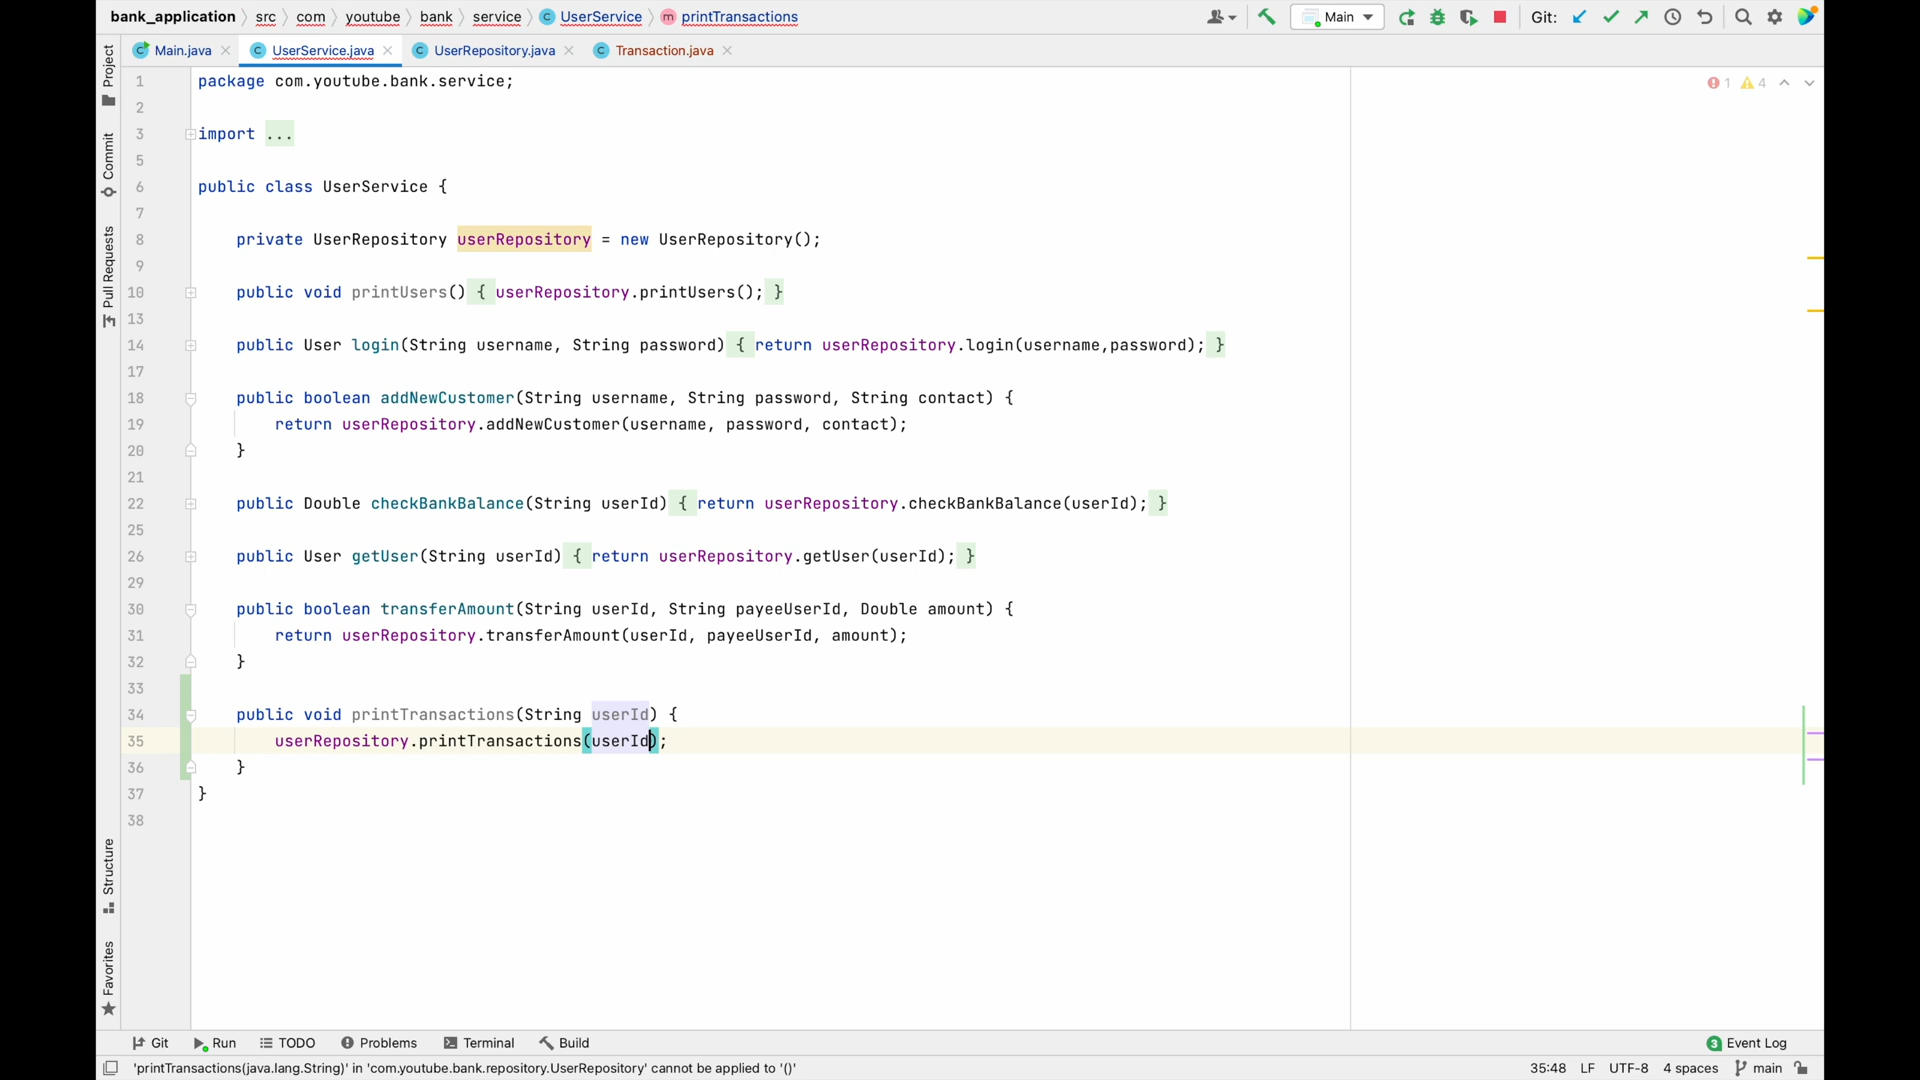 bank_application src com youtube bank service UserService printTransactions Main Git:
Main.java UserService.java UserRepository.java Transaction.java
Project
Commit
Pull Requests
Structure
Favorites
1 4
1 package com.youtube.bank.service;
2
3 import ...
5
6 public class UserService {
7
8 private UserRepository userRepository = new UserRepository();
9
10 public void printUsers() { userRepository.printUsers(); }
13
14 public User login(String username, String password) { return userRepository.login(username,password); }
17
18 public boolean addNewCustomer(String username, String password, String contact) {
19 return userRepository.addNewCustomer(username, password, contact);
20 }
21
22 public Double checkBankBalance(String userId) { return userRepository.checkBankBalance(userId); }
25
26 public User getUser(String userId) { return userRepository.getUser(userId); }
29
30 public boolean transferAmount(String userId, String payeeUserId, Double amount) {
31 return userRepository.transferAmount(userId, payeeUserId, amount);
32 }
33
34 public void printTransactions(String userId) {
35 userRepository.printTransactions(userId);
36 }
37 }
38
Git Run TODO Problems Terminal Build 3 Event Log
'printTransactions(java.lang.String)' in 'com.youtube.bank.repository.UserRepository' cannot be applied to '()' 35:48 LF UTF-8 4 spaces main